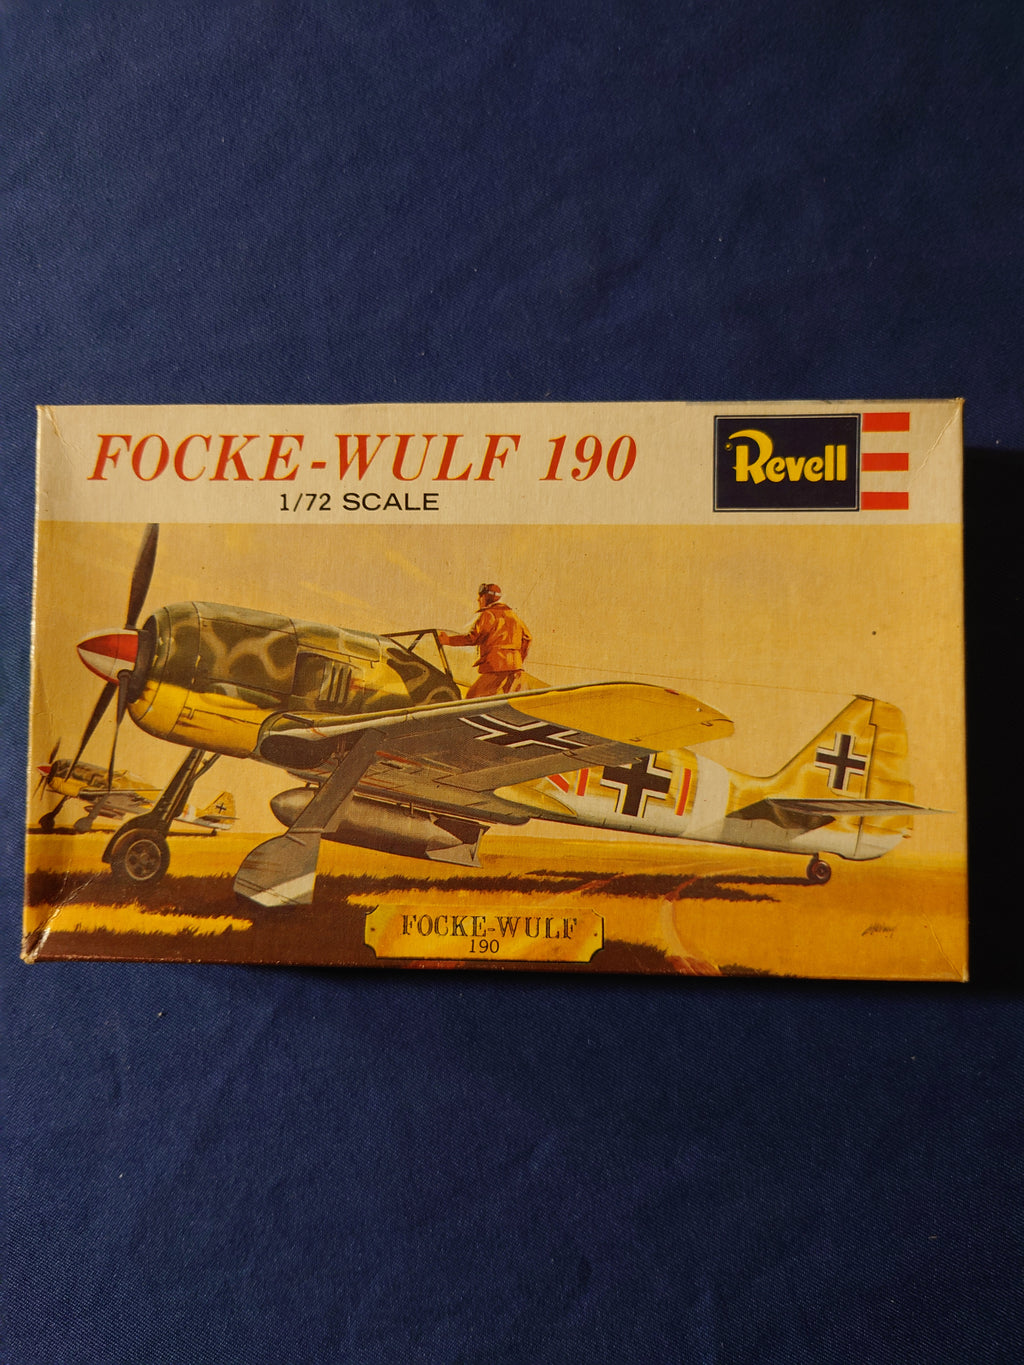 FOCKE-WULF 190
1/72 SCALE
Revell
FOCKE-WULF
190